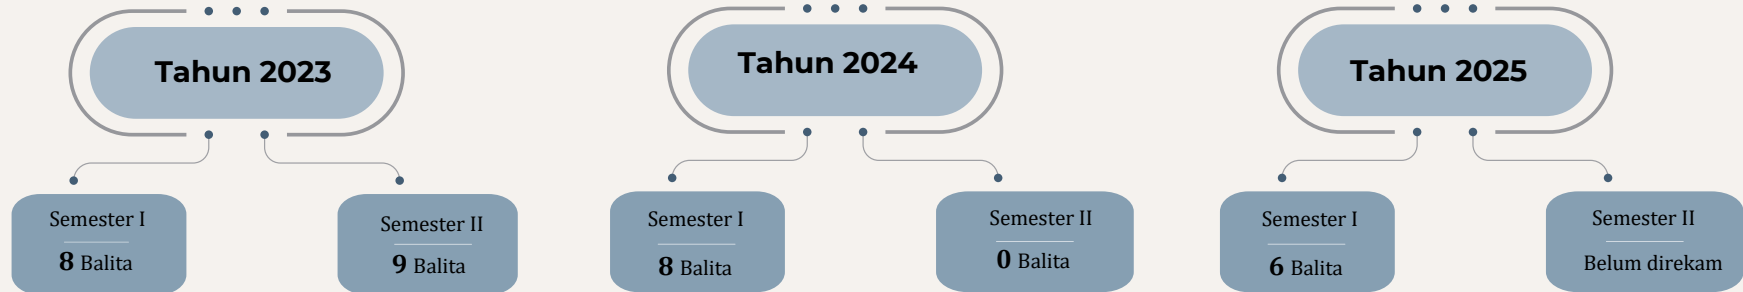 Tahun 2023
Semester I
8 Balita
Semester II
9 Balita
Tahun 2024
Semester I
8 Balita
Semester II
0 Balita
Tahun 2025
Semester I
6 Balita
Semester II
Belum direkam